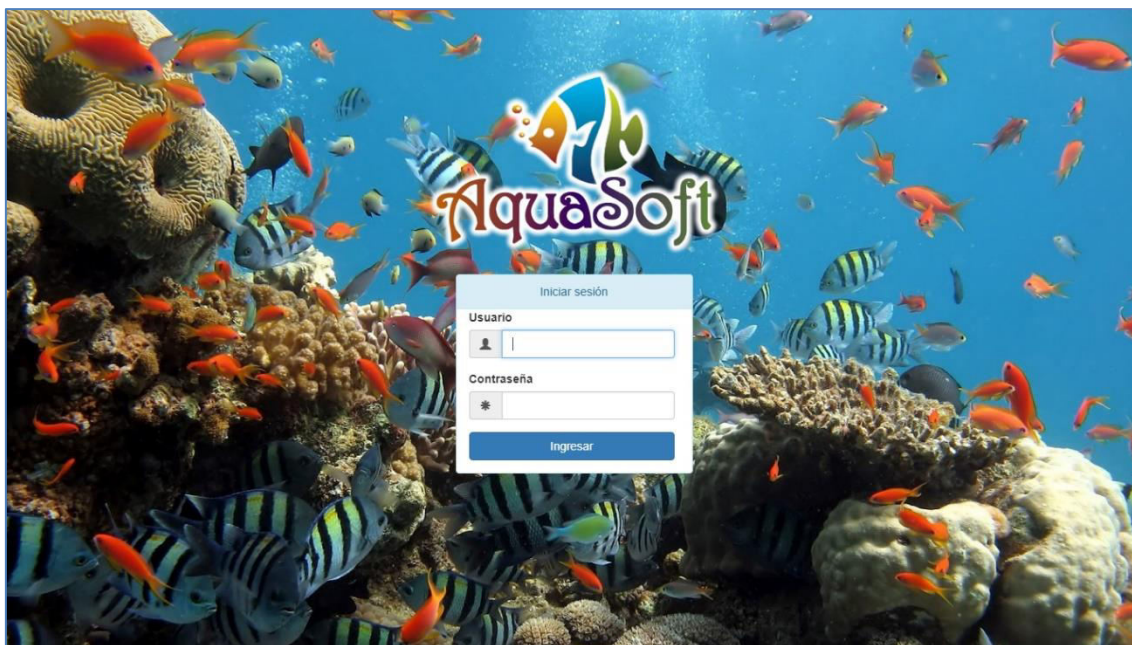 AquaSoft
Iniciar sesión
Usuario
Contraseña
Ingresar